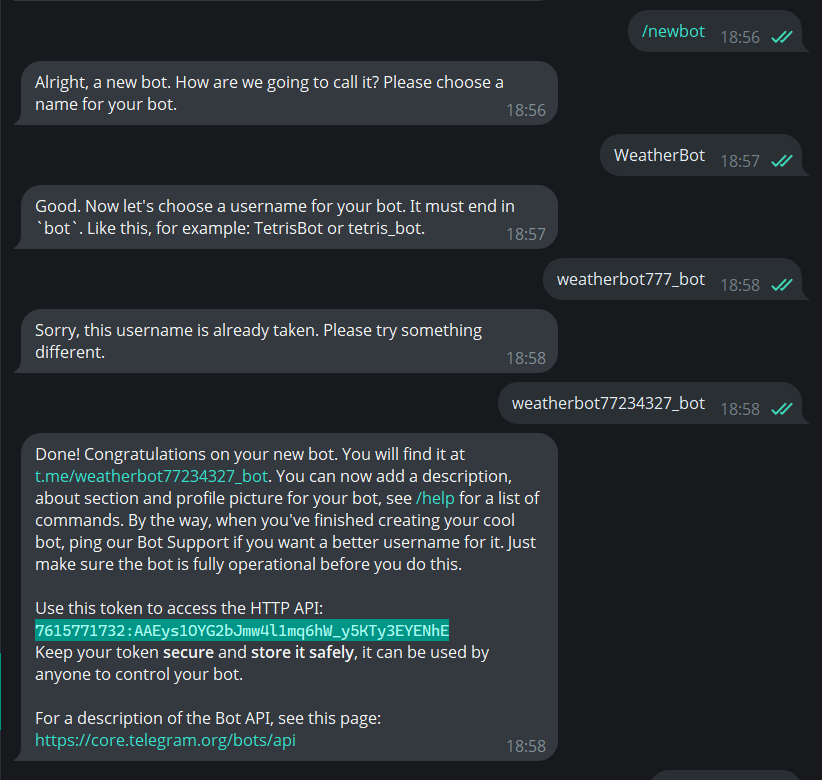 /newbot 18:56
Alright, a new bot. How are we going to call it? Please choose a
name for your bot.
18:56
WeatherBot 18:57
Good. Now let's choose a username for your bot. It must end in
`bot`. Like this, for example: TetrisBot or tetris_bot.
18:57
weatherbot777_bot 18:58
Sorry, this username is already taken. Please try something
different.
18:58
weatherbot77234327_bot 18:58
Done! Congratulations on your new bot. You will find it at
t.me/weatherbot77234327_bot. You can now add a description,
about section and profile picture for your bot, see /help for a list of
commands. By the way, when you've finished creating your cool
bot, ping our Bot Support if you want a better username for it. Just
make sure the bot is fully operational before you do this.
Use this token to access the HTTP API:
7615771732:AAEys1OYG2bJmw4l1mq6hW_y5KTy3EYENhE
Keep your token secure and store it safely, it can be used by
anyone to control your bot.
For a description of the Bot API, see this page:
https://core.telegram.org/bots/api
18:58